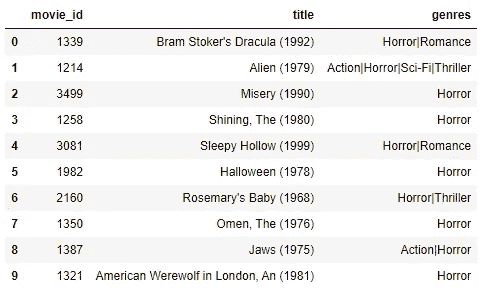 movie_id title genres
0 1339 Bram Stoker's Dracula (1992) Horror|Romance
1 1214 Alien (1979) Action|Horror|Sci-Fi|Thriller
2 3499 Misery (1990) Horror
3 1258 Shining, The (1980) Horror
4 3081 Sleepy Hollow (1999) Horror|Romance
5 1982 Halloween (1978) Horror
6 2160 Rosemary's Baby (1968) Horror|Thriller
7 1350 Omen, The (1976) Horror
8 1387 Jaws (1975) Action|Horror
9 1321 American Werewolf in London, An (1981) Horror